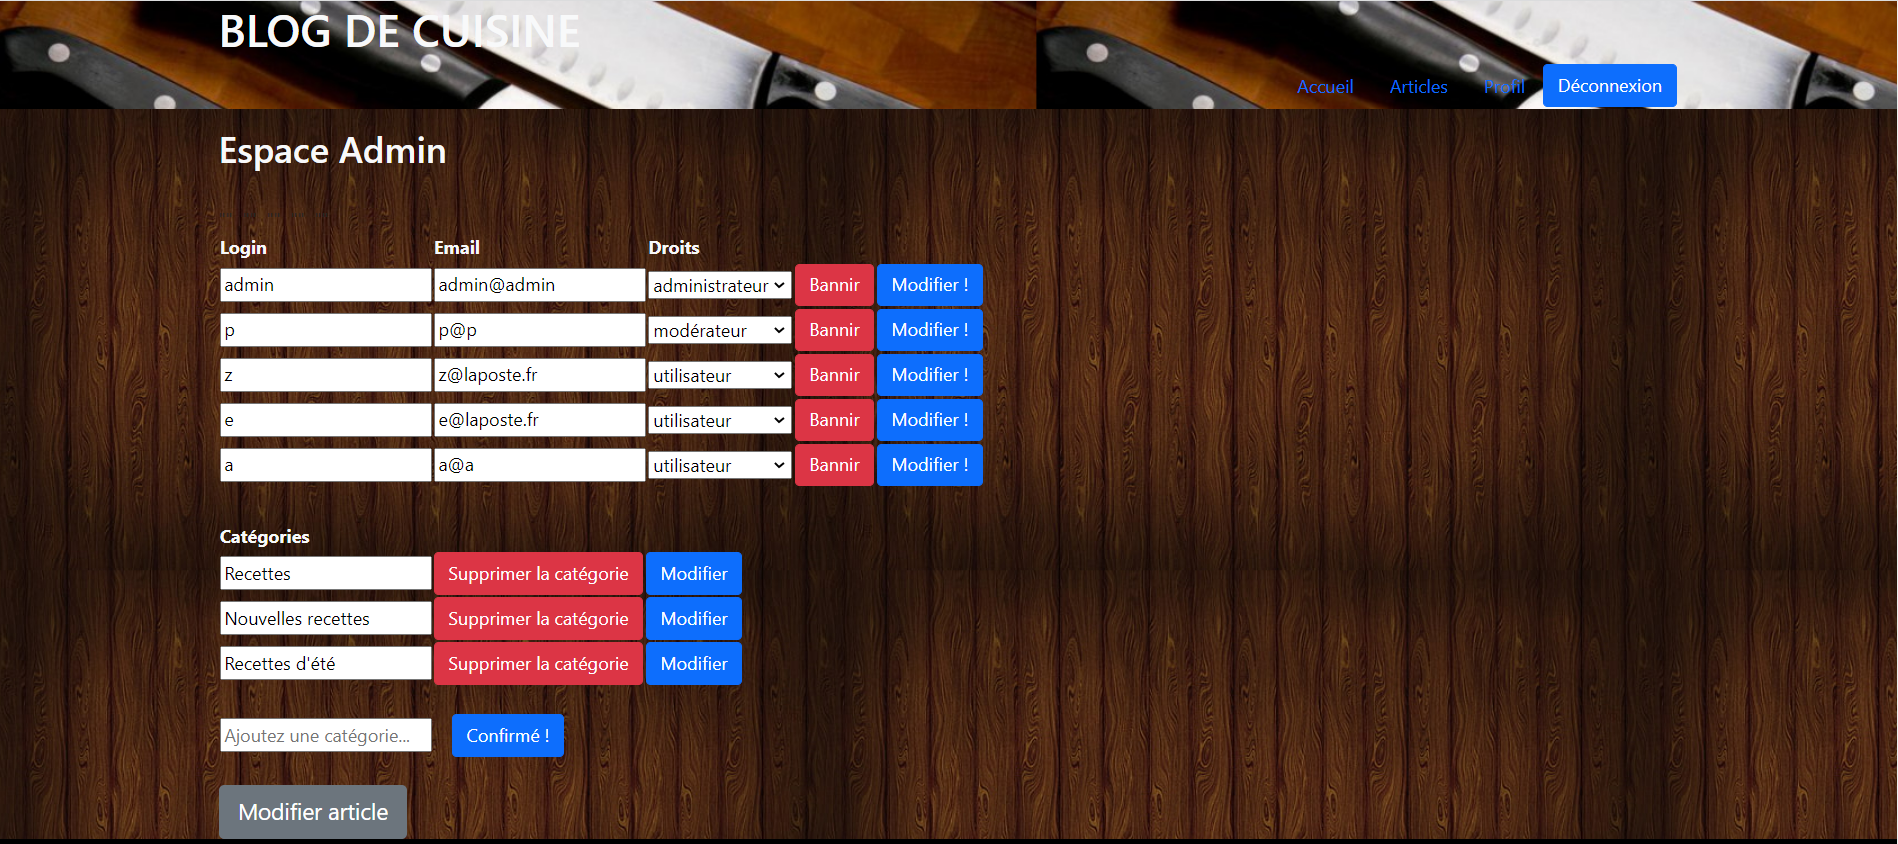 BLOG DE CUISINE
Accueil Articles Profil Déconnexion
Espace Admin
Login Email Droits
admin admin@admin administrateur Bannir Modifier !
p p@p modérateur Bannir Modifier !
z z@laposte.fr utilisateur Bannir Modifier !
e e@laposte.fr utilisateur Bannir Modifier !
a a@a utilisateur Bannir Modifier !
Catégories
Recettes Supprimer la catégorie Modifier
Nouvelles recettes Supprimer la catégorie Modifier
Recettes d'été Supprimer la catégorie Modifier
Ajoutez une catégorie... Confirmé !
Modifier article